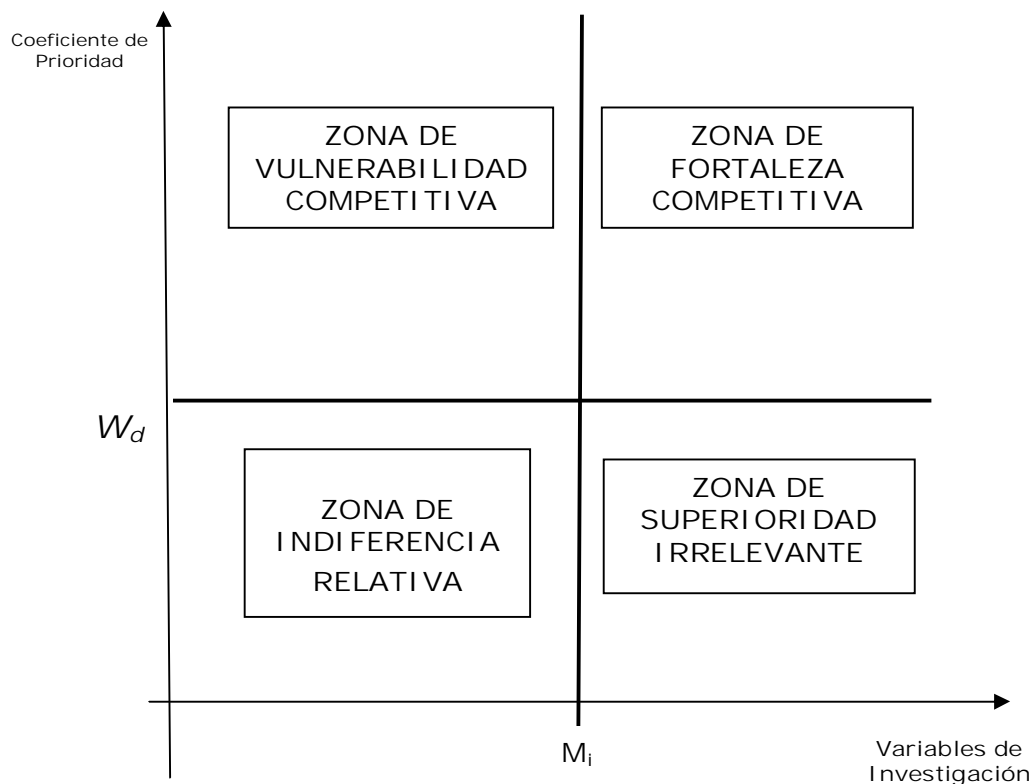 Coeficiente de
Prioridad
ZONA DE
VULNERABILIDAD
COMPETITIVA
ZONA DE
FORTALEZA
COMPETITIVA
Wd
ZONA DE
INDIFERENCIA
RELATIVA
ZONA DE
SUPERIORIDAD
IRRELEVANTE
Mi
Variables de
Investigación